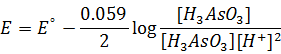 E = E° − 0.059/2 log [H₃AsO₃]/[H₃AsO₃][H⁺]²